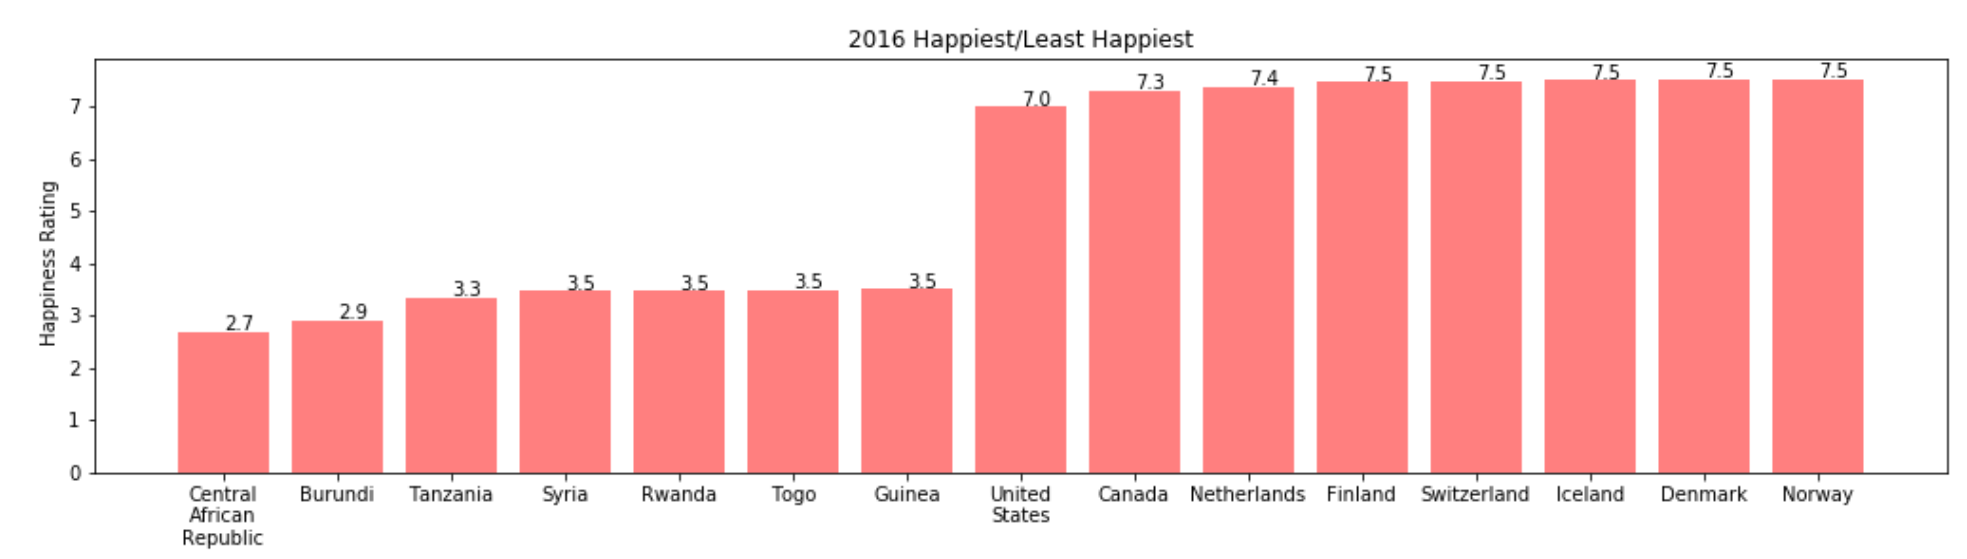 2016 Happiest/Least Happiest
Happiness Rating
7
6
5
4
3
2
1
0
2.7
2.9
3.3
3.5
3.5
3.5
3.5
7.0
7.3
7.4
7.5
7.5
7.5
7.5
7.5
Central
African
Republic
Burundi
Tanzania
Syria
Rwanda
Togo
Guinea
United
States
Canada
Netherlands
Finland
Switzerland
Iceland
Denmark
Norway